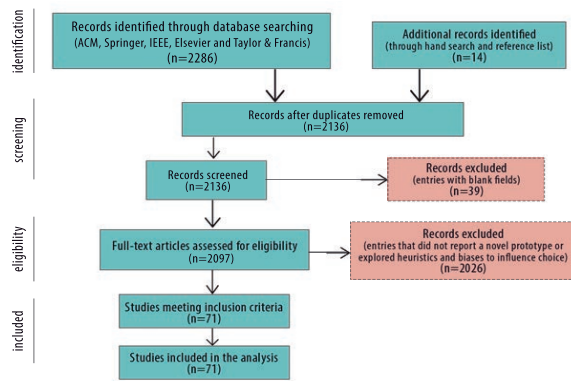 identification
Records identified through database searching
(ACM, Springer, IEEE, Elsevier and Taylor & Francis)
(n=2286)
Additional records identified
(through hand search and reference list)
(n=14)
screening
Records after duplicates removed
(n=2136)
Records screened
(n=2136)
Records excluded
(entries with blank fields)
(n=39)
eligibility
Full-text articles assessed for eligibility
(n=2097)
Records excluded
(entries that did not report a novel prototype or
explored heuristics and biases to influence choice)
(n=2026)
included
Studies meeting inclusion criteria
(n=71)
Studies included in the analysis
(n=71)